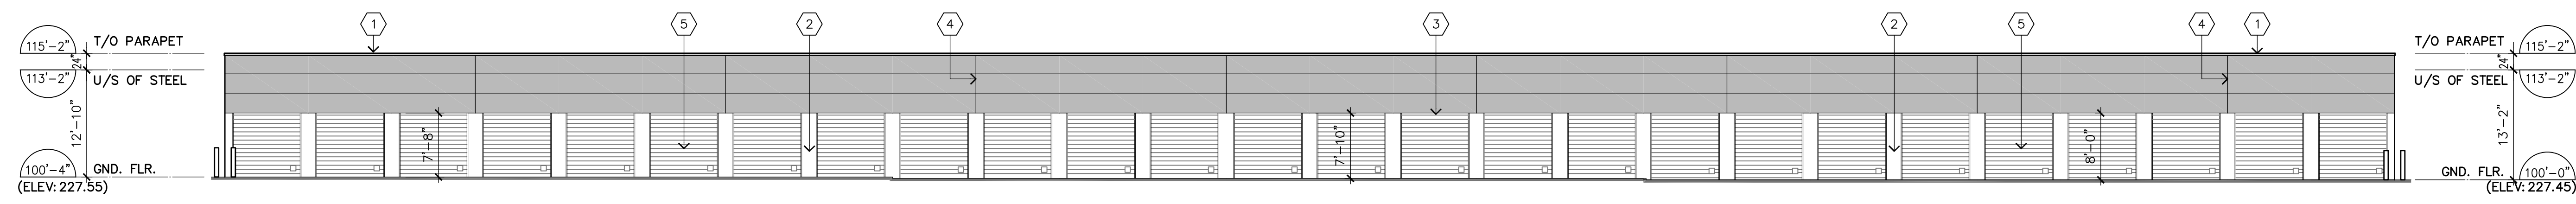 1
5
2
4
3
2
5
4
1
115'-2"
T/O PARAPET
24"
113'-2"
U/S OF STEEL
12'-10"
100'-4"
GND. FLR.
(ELEV: 227.55)
7'-8"
7'-10"
8'-0"
T/O PARAPET
115'-2"
24"
U/S OF STEEL
113'-2"
13'-2"
GND. FLR.
100'-0"
(ELEV: 227.45)